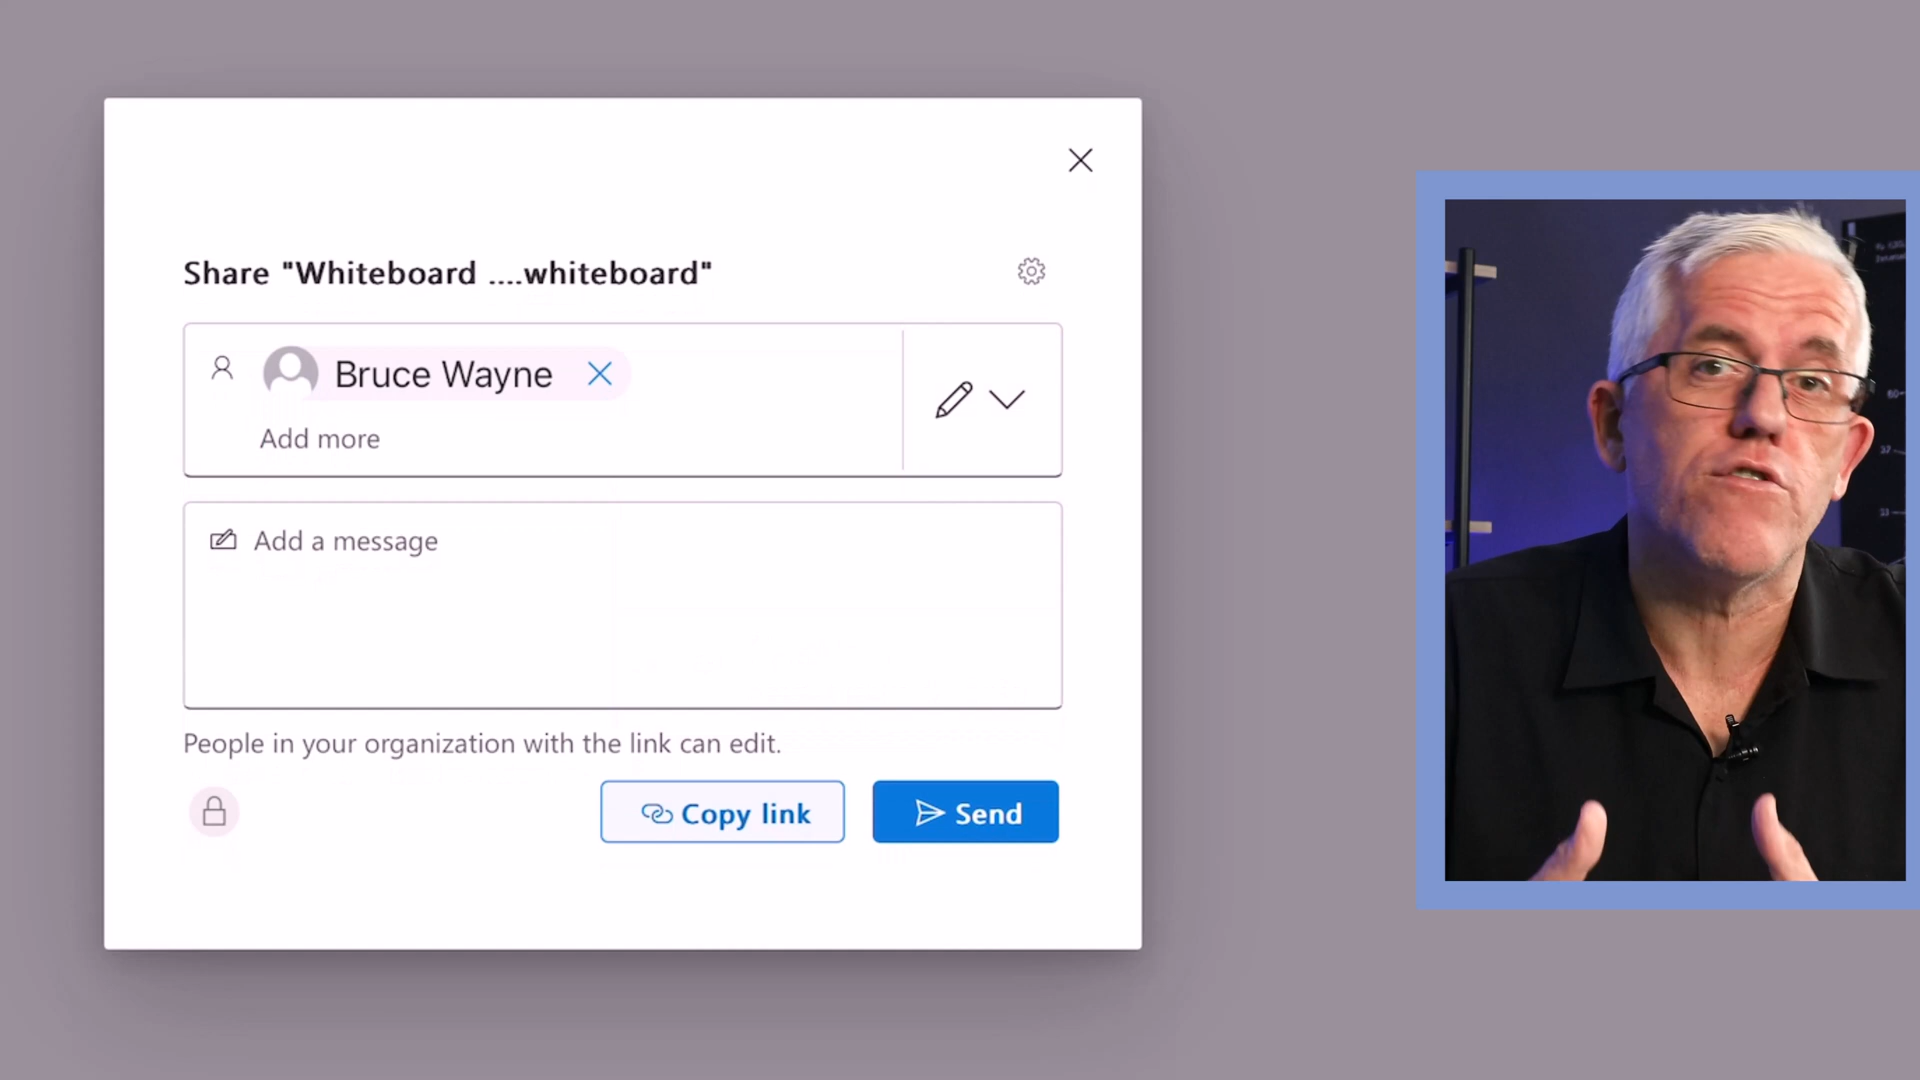 Share "Whiteboard ....whiteboard"
Bruce Wayne
Add more
Add a message
People in your organization with the link can edit.
Copy link
Send